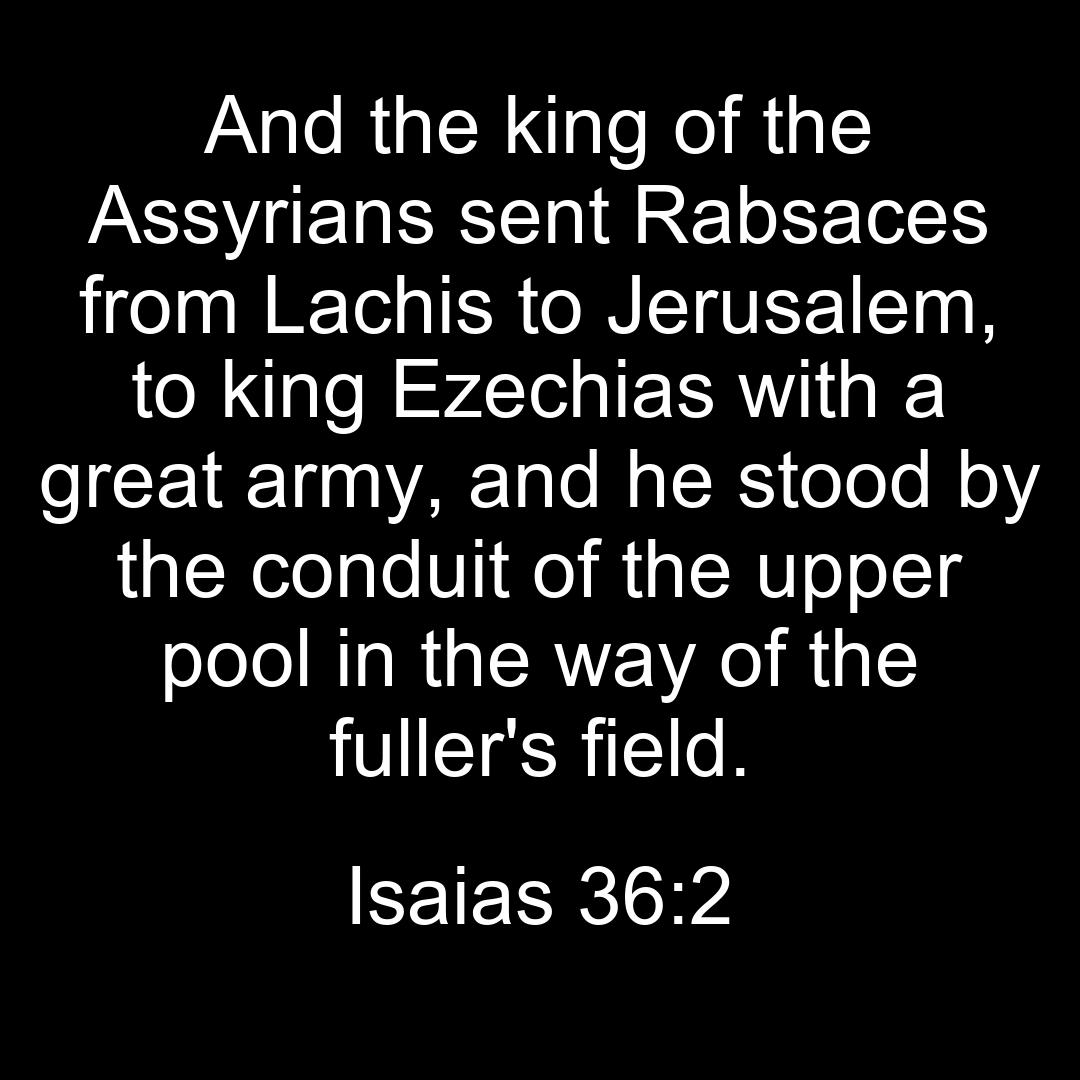 And the king of the
Assyrians sent Rabsaces
from Lachis to Jerusalem,
to king Ezechias with a
great army, and he stood by
the conduit of the upper
pool in the way of the
fuller's field.
Isaias 36:2